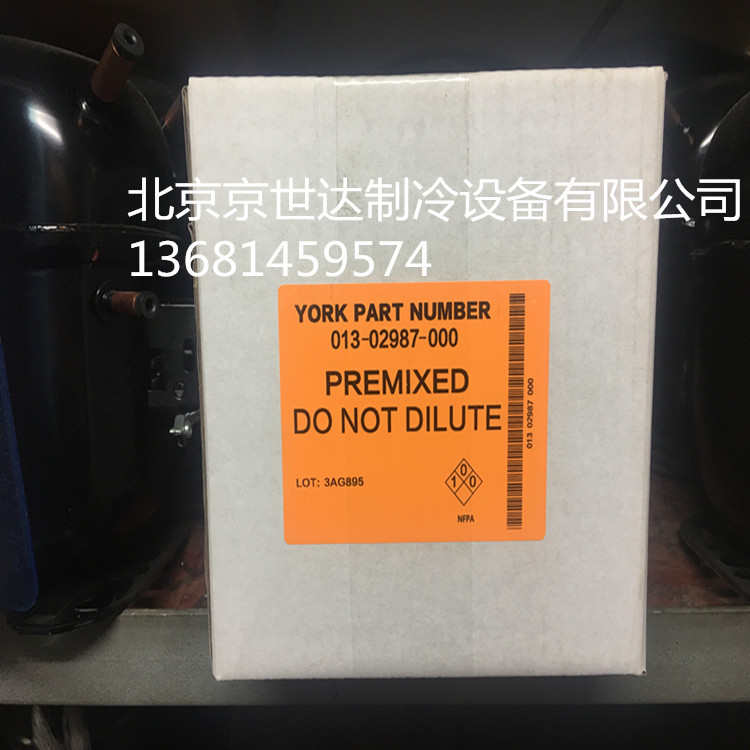 北京京世达制冷设备有限公司
13681459574
YORK PART NUMBER
013-02987-000
PREMIXED
DO NOT DILUTE
013 02987 000
LOT: 3AG895
0
1 0
0
NFPA